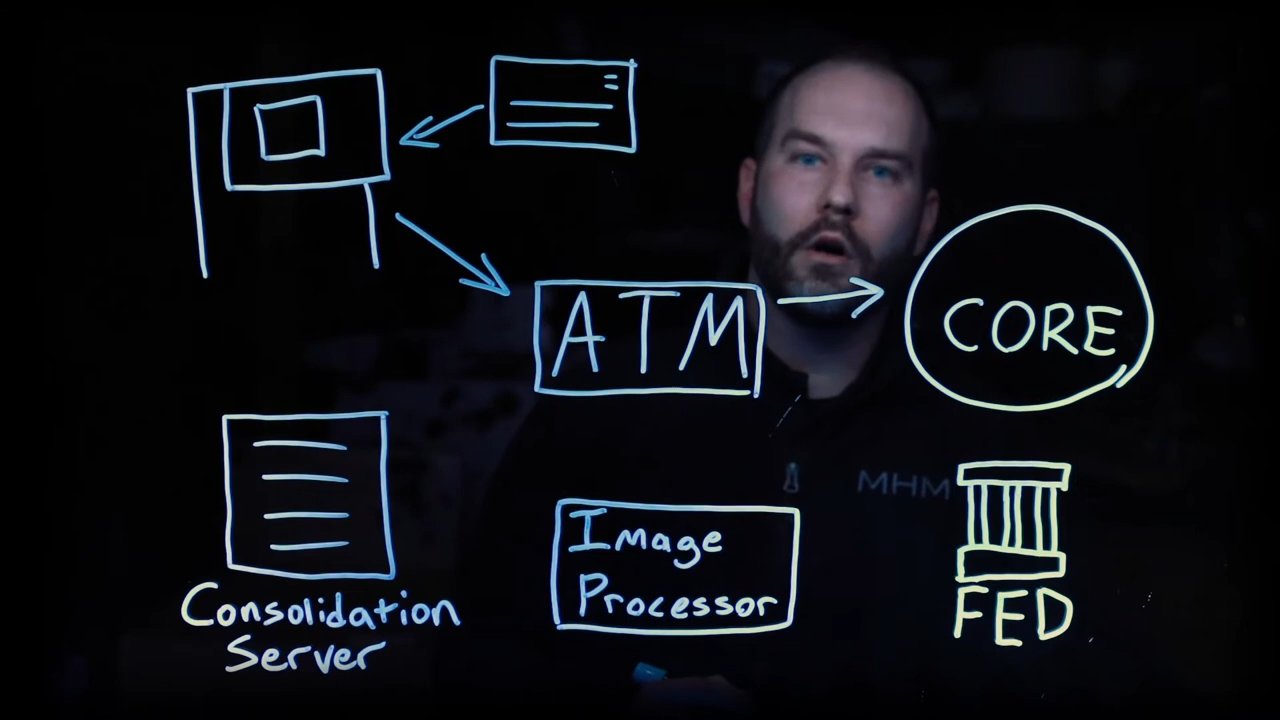 ATM
CORE
MHM
Image
Processor
Consolidation
Server
FED